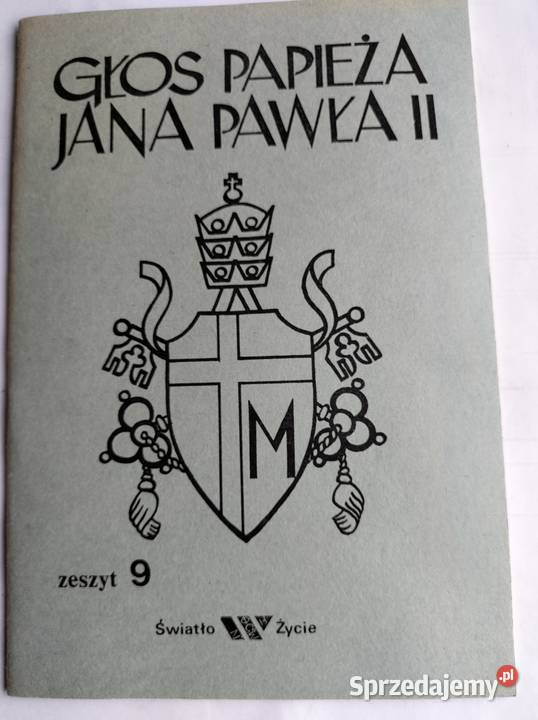 GŁOS PAPIEŻA
JANA PAWŁA II
M
zeszyt 9
Światło Życie
Sprzedajemy.pl